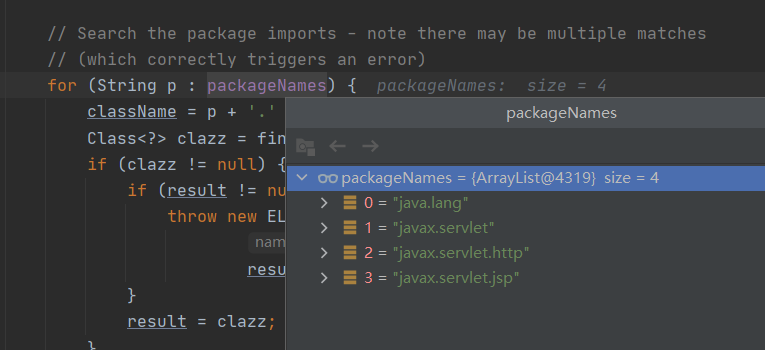 // Search the package imports - note there may be multiple matches
// (which correctly triggers an error)
for (String p : packageNames) { packageNames: size = 4
className = p + '.'
packageNames
Class<?> clazz = fin
if (clazz != null) {
packageNames = {ArrayList@4319} size = 4
if (result != nu
0 = "java.lang"
throw new EL
1 = "javax.servlet"
nam
2 = "javax.servlet.http"
resu
3 = "javax.servlet.jsp"
}
result = clazz;
}